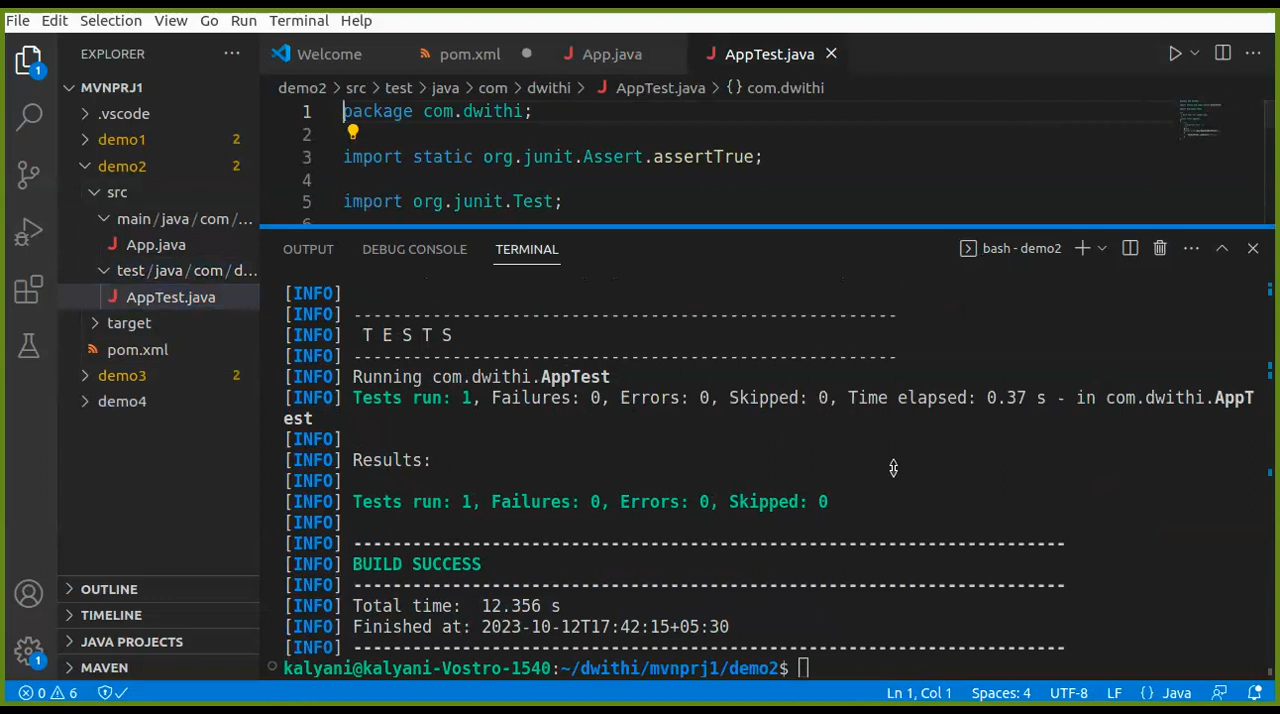 File Edit Selection View Go Run Terminal Help
EXPLORER
MVNPRJ1
.vscode
demo1 2
demo2 2
src
main/java/com/...
App.java
test/java/com/d...
AppTest.java
target
pom.xml
demo3 2
demo4
OUTLINE
TIMELINE
JAVA PROJECTS
MAVEN
1
1
Welcome pom.xml App.java AppTest.java
demo2 > src > test > java > com > dwithi > AppTest.java > {} com.dwithi
1 package com.dwithi;
2
3 import static org.junit.Assert.assertTrue;
4
5 import org.junit.Test;
OUTPUT DEBUG CONSOLE TERMINAL bash - demo2
[INFO]
[INFO] -------------------------------------------------------
[INFO]  T E S T S
[INFO] -------------------------------------------------------
[INFO] Running com.dwithi.AppTest
[INFO] Tests run: 1, Failures: 0, Errors: 0, Skipped: 0, Time elapsed: 0.37 s - in com.dwithi.AppT
est
[INFO]
[INFO] Results:
[INFO]
[INFO] Tests run: 1, Failures: 0, Errors: 0, Skipped: 0
[INFO]
[INFO] ------------------------------------------------------------------------
[INFO] BUILD SUCCESS
[INFO] ------------------------------------------------------------------------
[INFO] Total time:  12.356 s
[INFO] Finished at: 2023-10-12T17:42:15+05:30
[INFO] ------------------------------------------------------------------------
kalyani@kalyani-Vostro-1540:~/dwithi/mvnprj1/demo2$
0 6 Ln 1, Col 1 Spaces: 4 UTF-8 LF {} Java